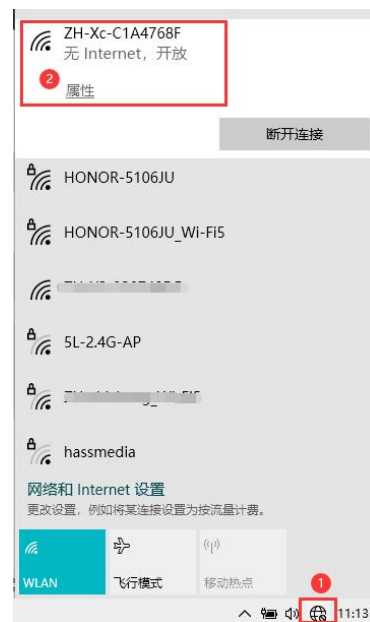 ZH-Xc-C1A4768F
无 Internet，开放
2
属性
断开连接
HONOR-5106JU
HONOR-5106JU_Wi-Fi5
5L-2.4G-AP
hassmedia
网络和 Internet 设置
更改设置，例如将某连接设置为按流量计费。
WLAN
飞行模式
移动热点
1
11:13